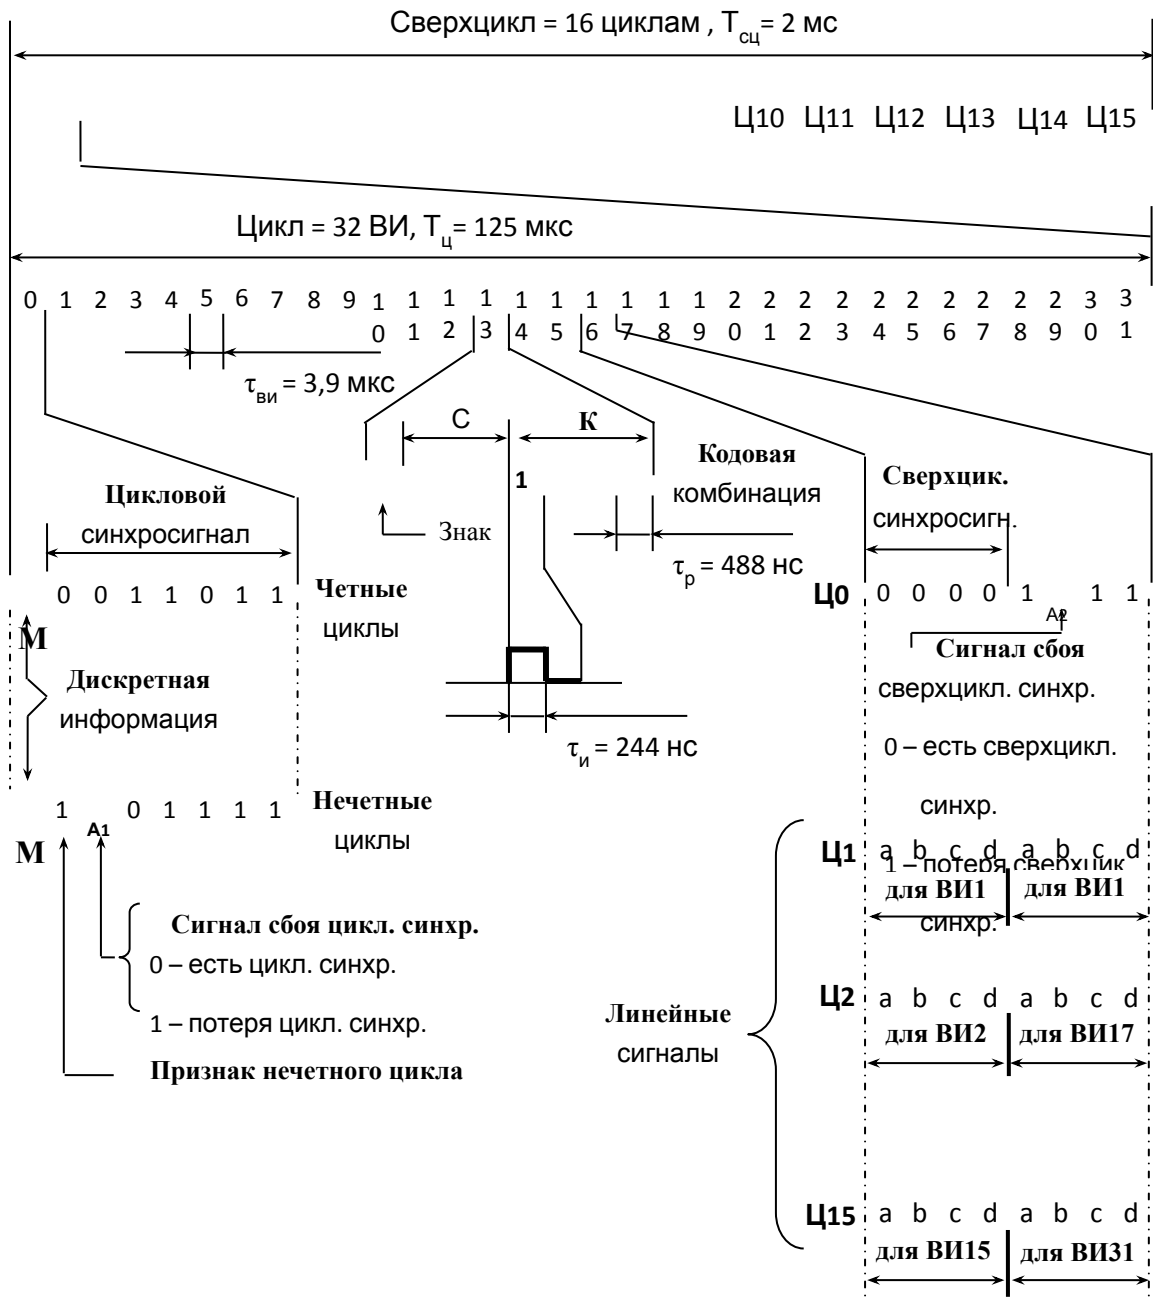 Сверхцикл = 16 циклам , Тсц= 2 мс
Ц10 Ц11 Ц12 Ц13 Ц14 Ц15
Цикл = 32 ВИ, Тц= 125 мкс
0 1 2 3 4 5 6 7 8 9 10 11 12 13 14 15 16 17 18 19 20 21 22 23 24 25 26 27 28 29 30 31
τви = 3,9 мкс
С К
1
Кодовая
комбинация
Знак
τр = 488 нс
Цикловой
синхросигнал
0 0 1 1 0 1 1
Четные
циклы
М
Дискретная
информация
τи = 244 нс
1 А1 0 1 1 1 1
Нечетные
циклы
М
Сигнал сбоя цикл. синхр.
0 – есть цикл. синхр.
1 – потеря цикл. синхр.
Признак нечетного цикла
Сверхцик.
синхросигн.
Ц0 0 0 0 0 1 А2 1 1
Сигнал сбоя
сверхцикл. синхр.
0 – есть сверхцикл.
синхр.
1 – потеря сверхцик
синхр.
Линейные
сигналы
Ц1 a b c d a b c d
для ВИ1 для ВИ1
Ц2 a b c d a b c d
для ВИ2 для ВИ17
Ц15 a b c d a b c d
для ВИ15 для ВИ31